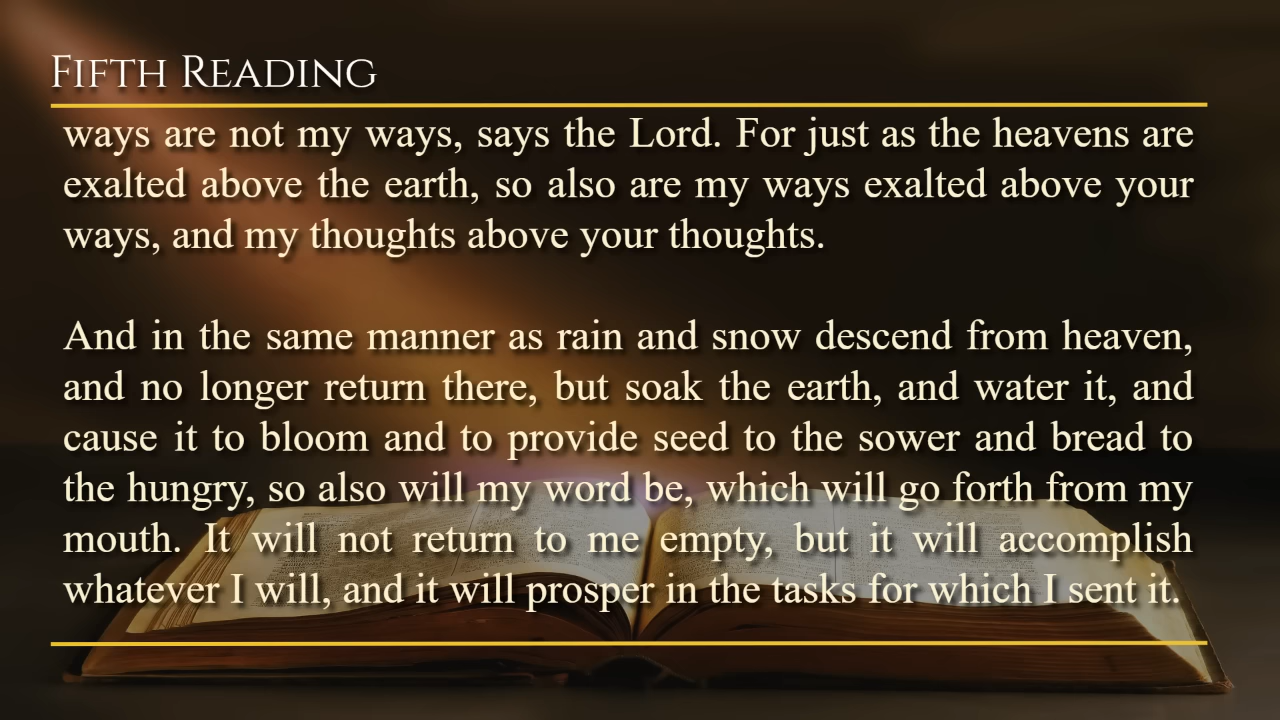 Fifth Reading
ways are not my ways, says the Lord. For just as the heavens are
exalted above the earth, so also are my ways exalted above your
ways, and my thoughts above your thoughts.
And in the same manner as rain and snow descend from heaven,
and no longer return there, but soak the earth, and water it, and
cause it to bloom and to provide seed to the sower and bread to
the hungry, so also will my word be, which will go forth from my
mouth. It will not return to me empty, but it will accomplish
whatever I will, and it will prosper in the tasks for which I sent it.